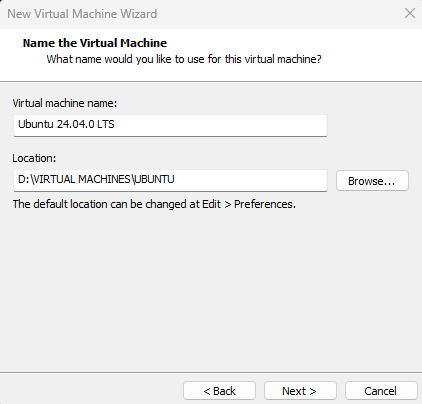 New Virtual Machine Wizard
Name the Virtual Machine
What name would you like to use for this virtual machine?
Virtual machine name:
Ubuntu 24.04.0 LTS
Location:
D:\VIRTUAL MACHINES\UBUNTU
Browse...
The default location can be changed at Edit > Preferences.
< Back Next > Cancel